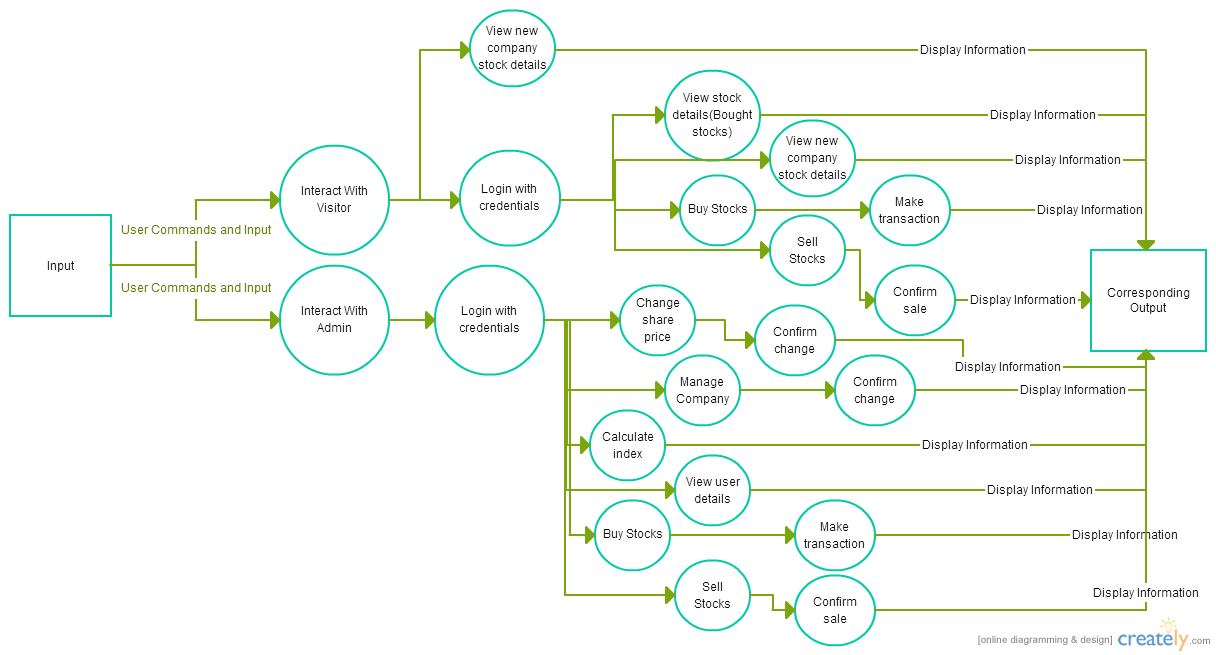 View new
company
stock details
Display Information
View stock
details(Bought
stocks)
Display Information
View new
company
stock details
Display Information
Interact With
Visitor
Login with
credentials
Buy Stocks
Make
transaction
Display Information
User Commands and Input
Sell
Stocks
Input
Confirm
sale
Display Information
Corresponding
Output
User Commands and Input
Interact With
Admin
Login with
credentials
Change
share
price
Confirm
change
Display Information
Manage
Company
Confirm
change
Display Information
Calculate
index
Display Information
View user
details
Display Information
Buy Stocks
Make
transaction
Display Information
Sell
Stocks
Confirm
sale
Display Information
[online diagramming & design] creately.com